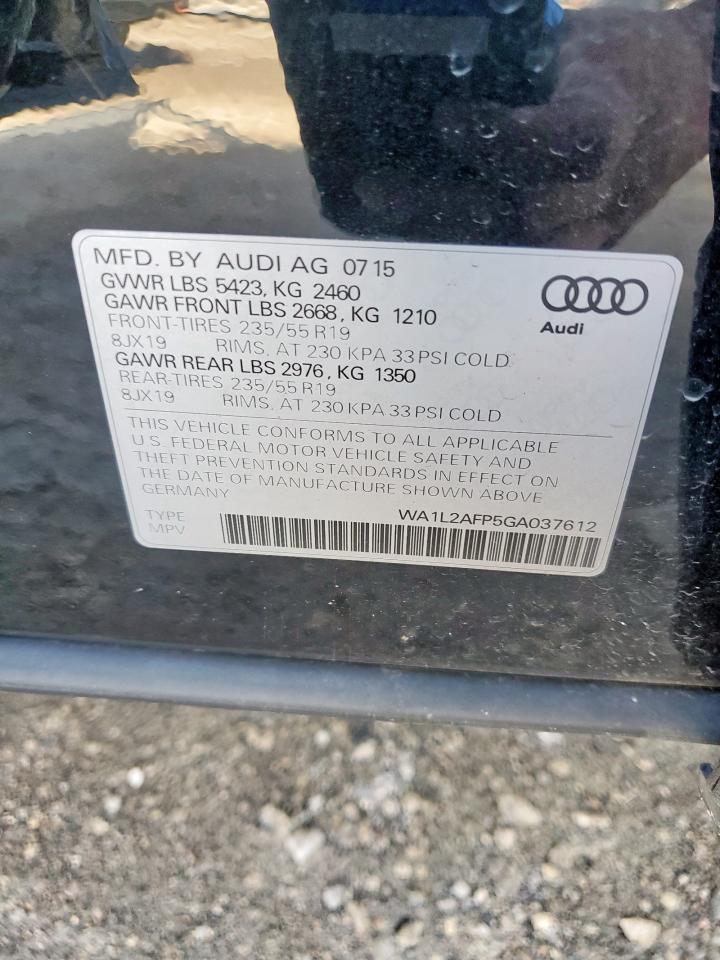 MFD. BY AUDI AG 0715
GVWR LBS 5423, KG 2460
GAWR FRONT LBS 2668, KG 1210
FRONT-TIRES 235/55 R19
8JX19 RIMS, AT 230 KPA 33 PSI COLD
GAWR REAR LBS 2976, KG 1350
REAR-TIRES 235/55 R19
8JX19 RIMS, AT 230 KPA 33 PSI COLD
Audi
THIS VEHICLE CONFORMS TO ALL APPLICABLE
U.S. FEDERAL MOTOR VEHICLE SAFETY AND
THEFT PREVENTION STANDARDS IN EFFECT ON
THE DATE OF MANUFACTURE SHOWN ABOVE
GERMANY
WA1L2AFP5GA037612
TYPE
MPV